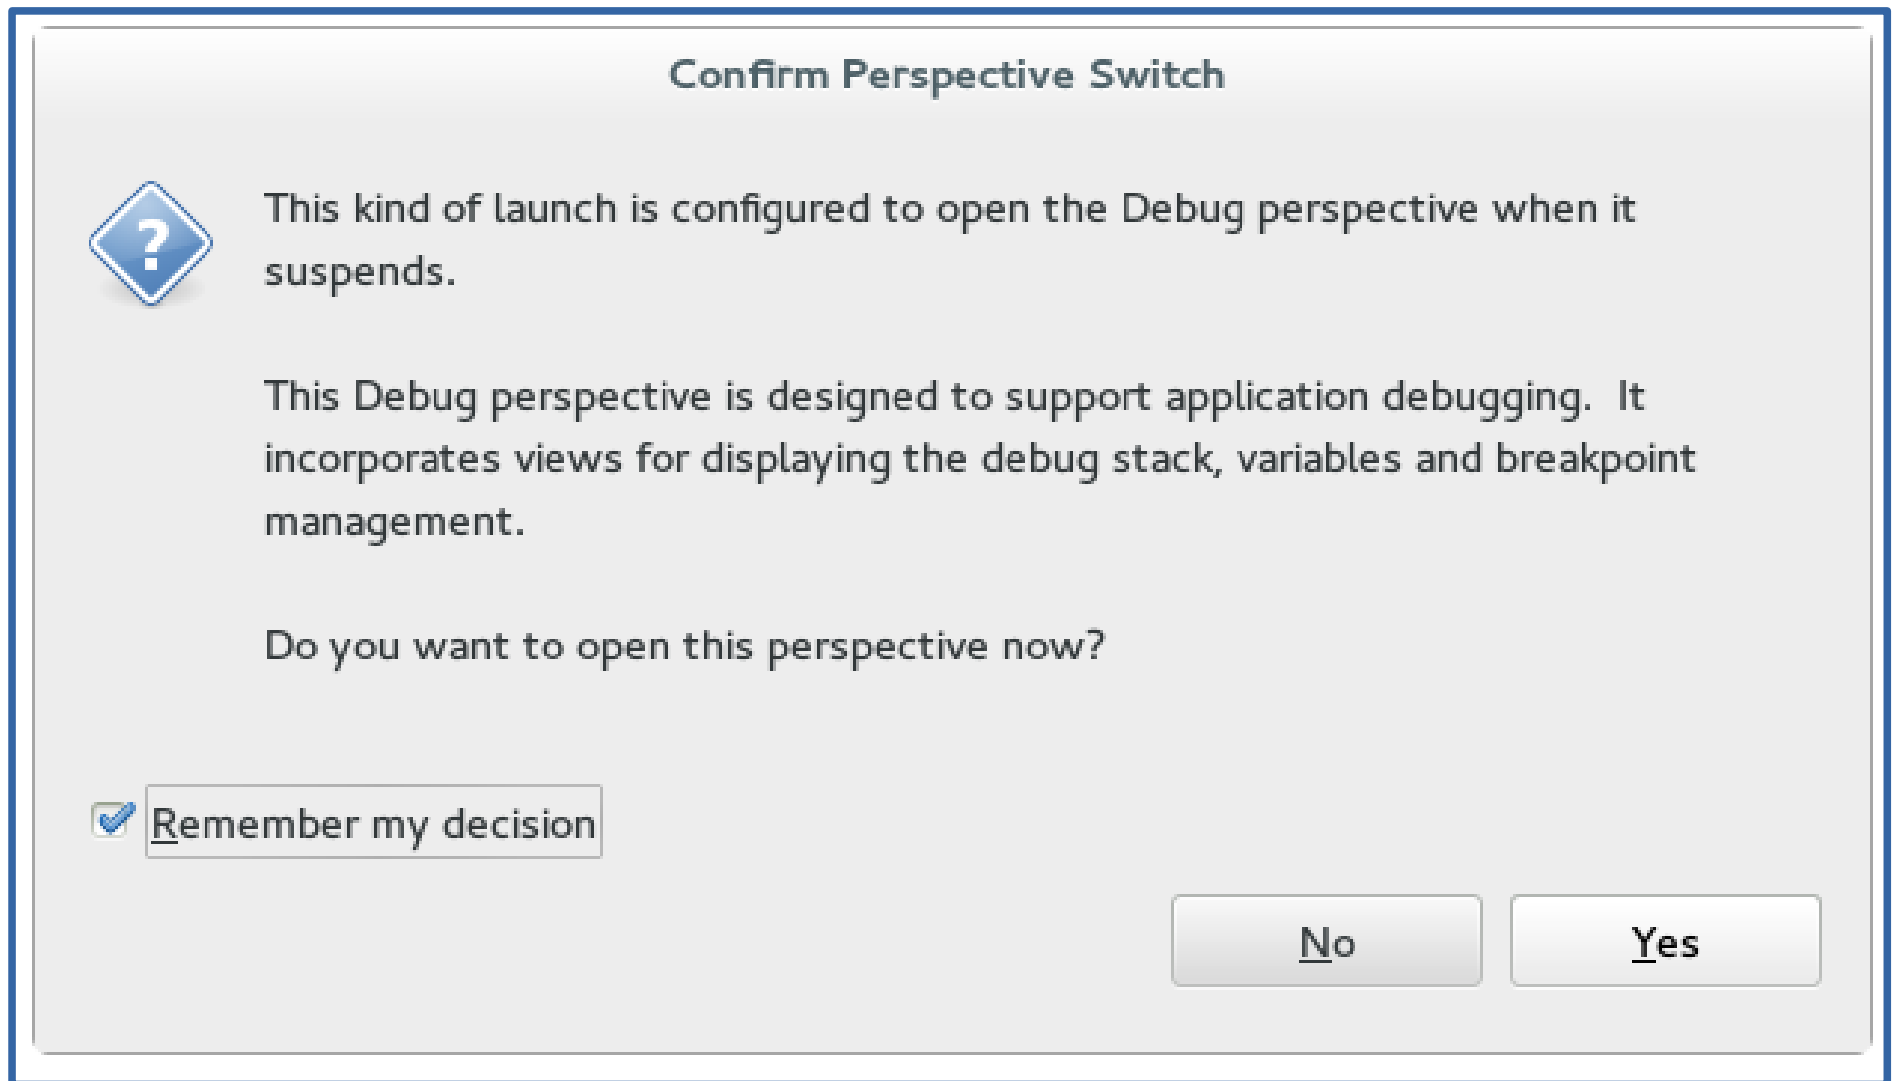 Confirm Perspective Switch
This kind of launch is configured to open the Debug perspective when it
suspends.
This Debug perspective is designed to support application debugging.  It
incorporates views for displaying the debug stack, variables and breakpoint
management.
Do you want to open this perspective now?
Remember my decision
No
Yes